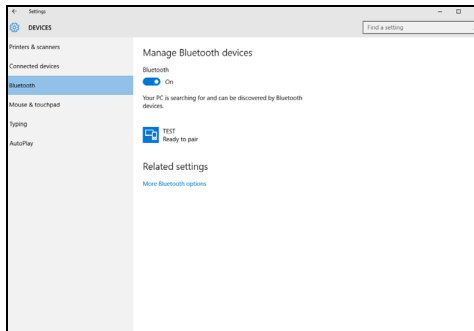 Settings
DEVICES
Find a setting
Printers & scanners
Connected devices
Bluetooth
Mouse & touchpad
Typing
AutoPlay
Manage Bluetooth devices
Bluetooth
On
Your PC is searching for and can be discovered by Bluetooth
devices.
TEST
Ready to pair
Related settings
More Bluetooth options